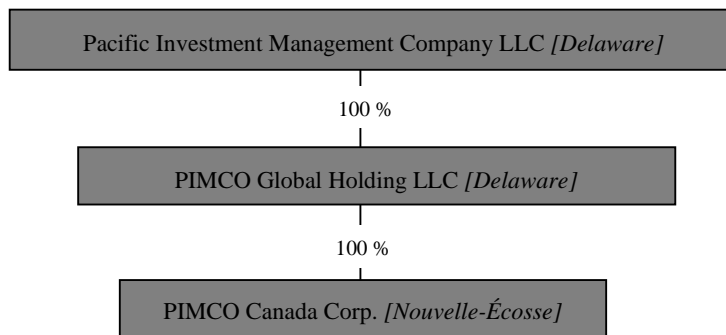 Pacific Investment Management Company LLC [Delaware]
100 %
PIMCO Global Holding LLC [Delaware]
100 %
PIMCO Canada Corp. [Nouvelle-Écosse]